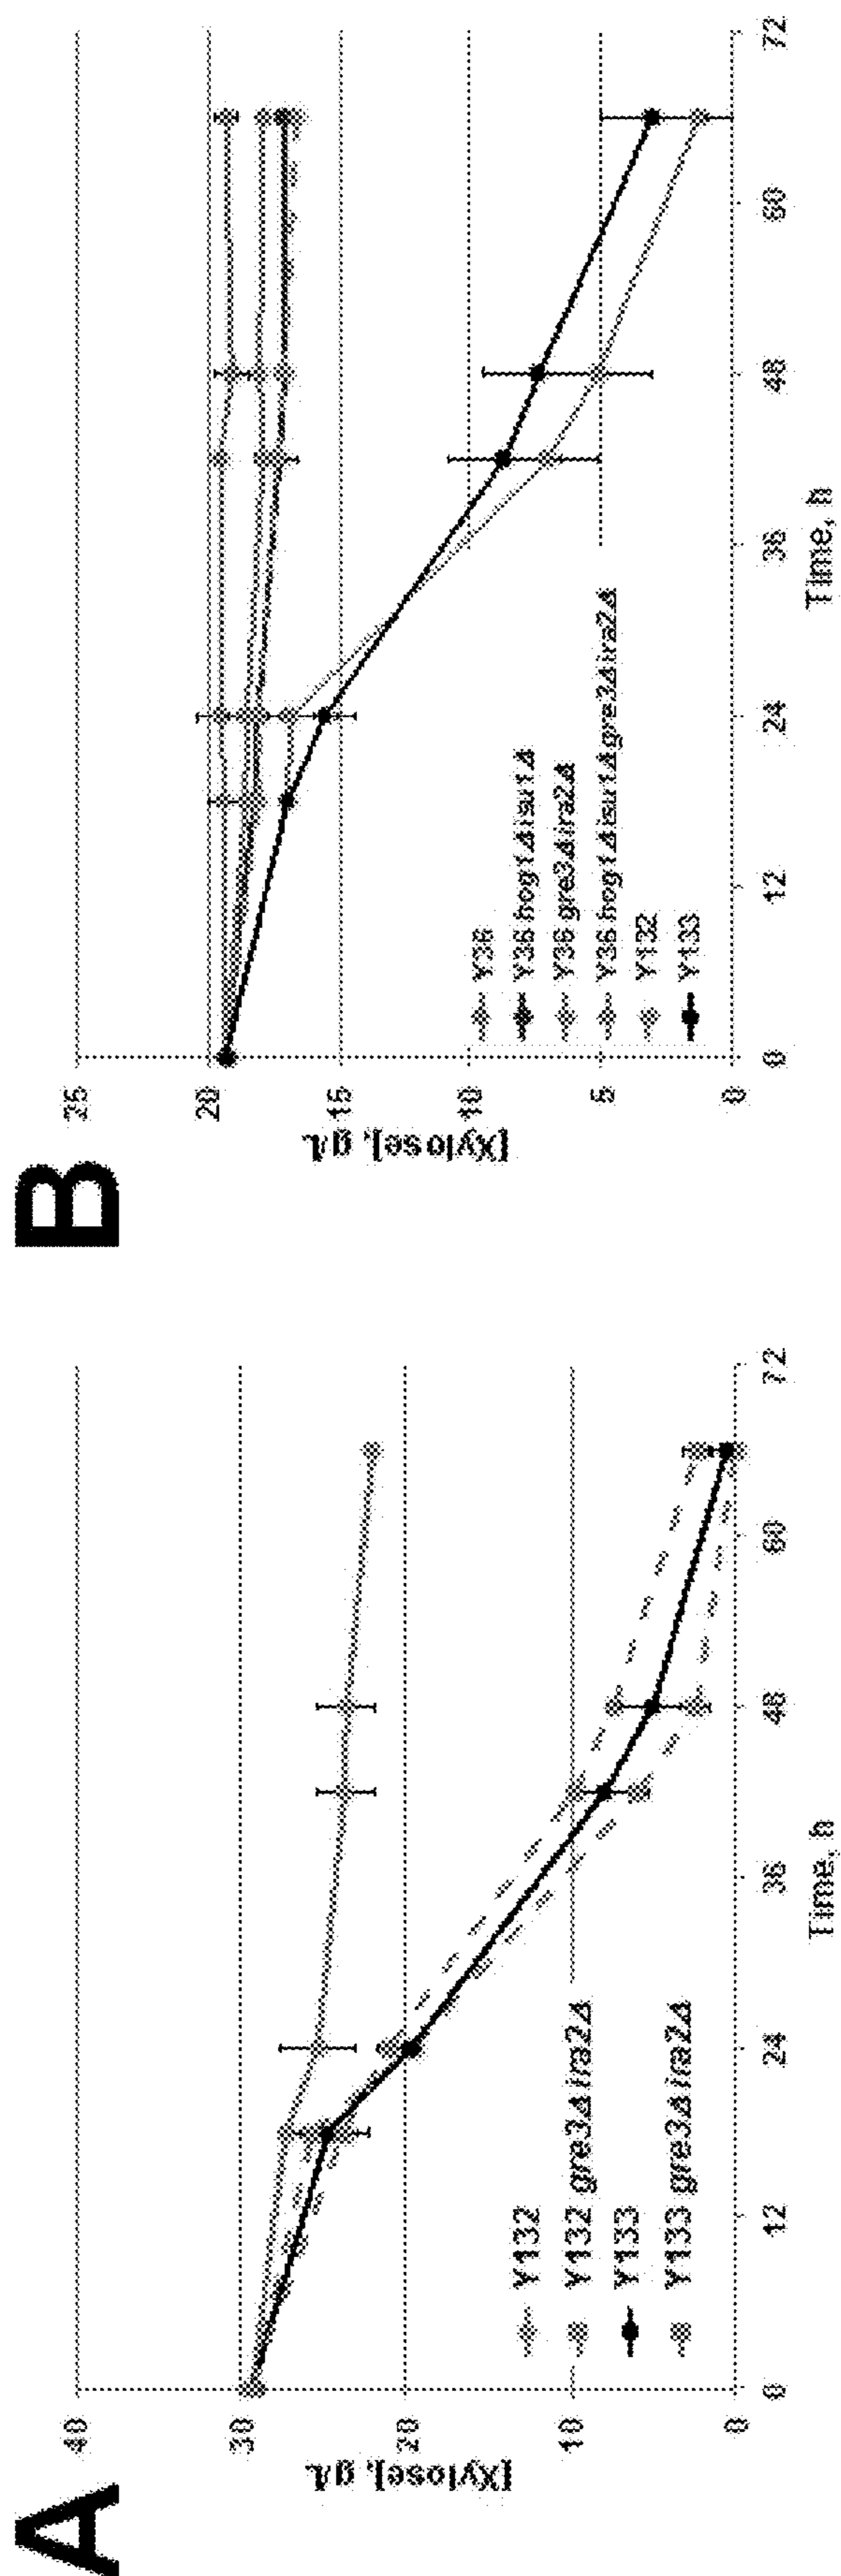 A
[Xylose], g/L
40
30
20
10
0
Y132
Y132 gre3Δ ira2Δ
Y133
Y133 gre3Δ ira2Δ
0
12
24
36
48
60
72
Time, h
B
[Xylose], g/L
25
20
15
10
5
0
Y36
Y36 hog1Δ isu1Δ
Y36 gre3Δ ira2Δ
Y36 hog1Δ isu1Δ gre3Δ ira2Δ
Y132
Y133
0
12
24
36
48
60
72
Time, h